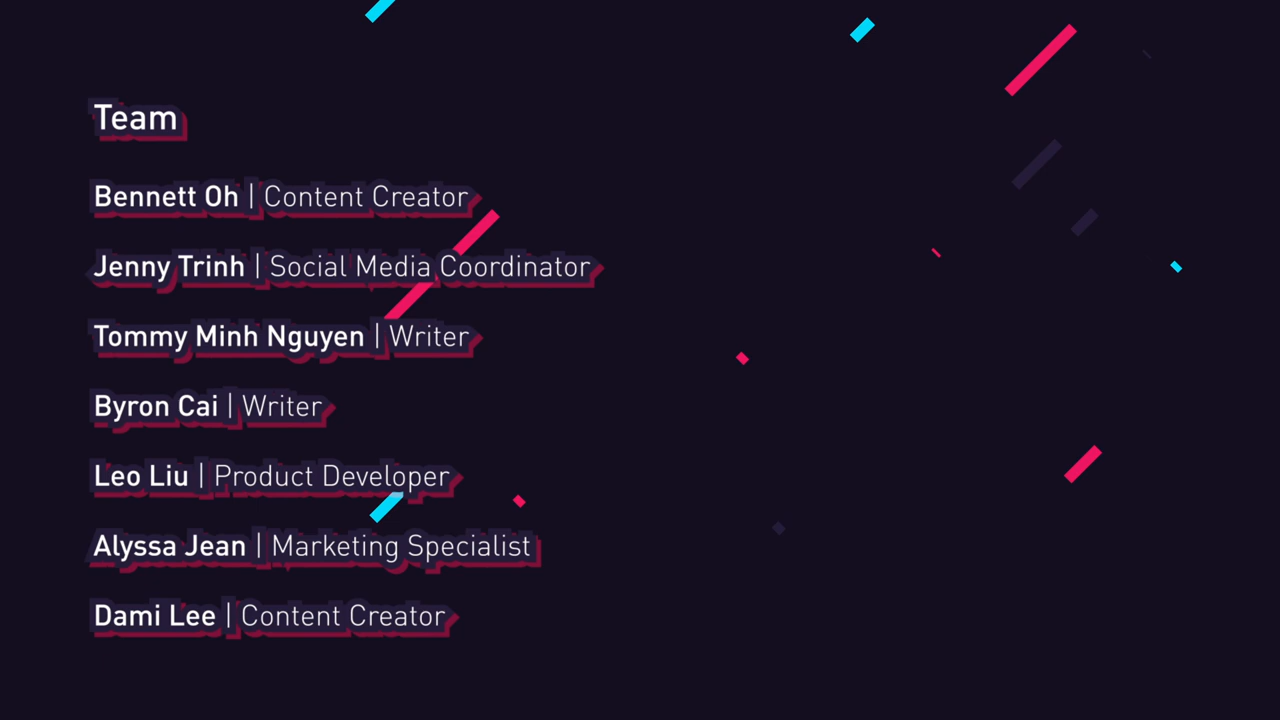 Team
Bennett Oh | Content Creator
Jenny Trinh | Social Media Coordinator
Tommy Minh Nguyen | Writer
Byron Cai | Writer
Leo Liu | Product Developer
Alyssa Jean | Marketing Specialist
Dami Lee | Content Creator